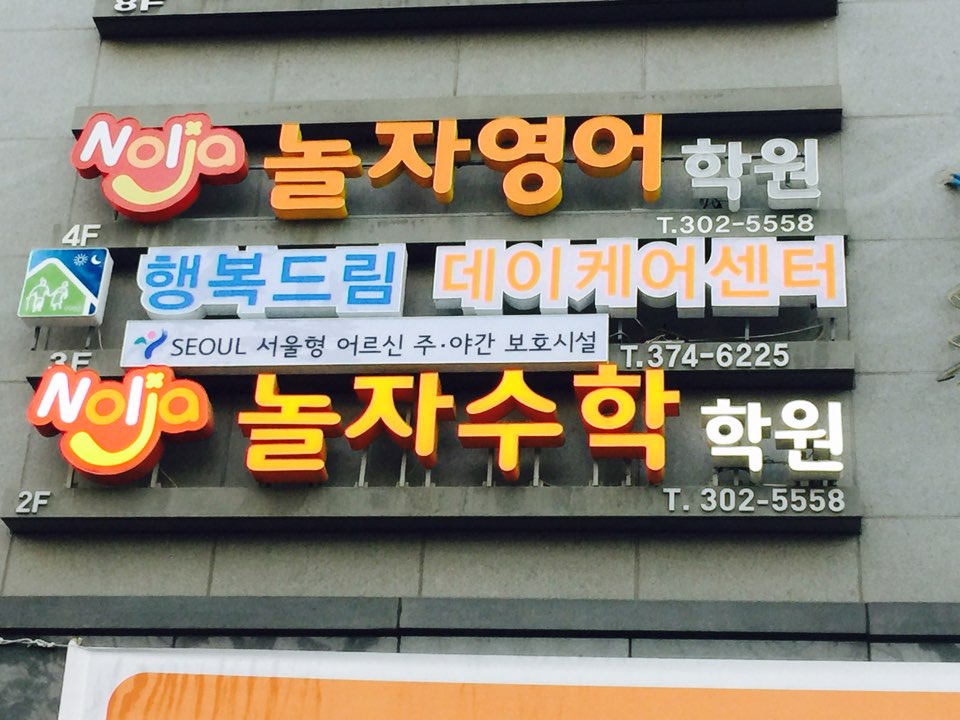 8F
Nolja 놀자영어 학원
T.302-5558
4F
행복드림 데이케어센터
SEOUL 서울형 어르신 주·야간 보호시설
T.374-6225
3F
Nolja 놀자수학 학원
2F
T. 302-5558